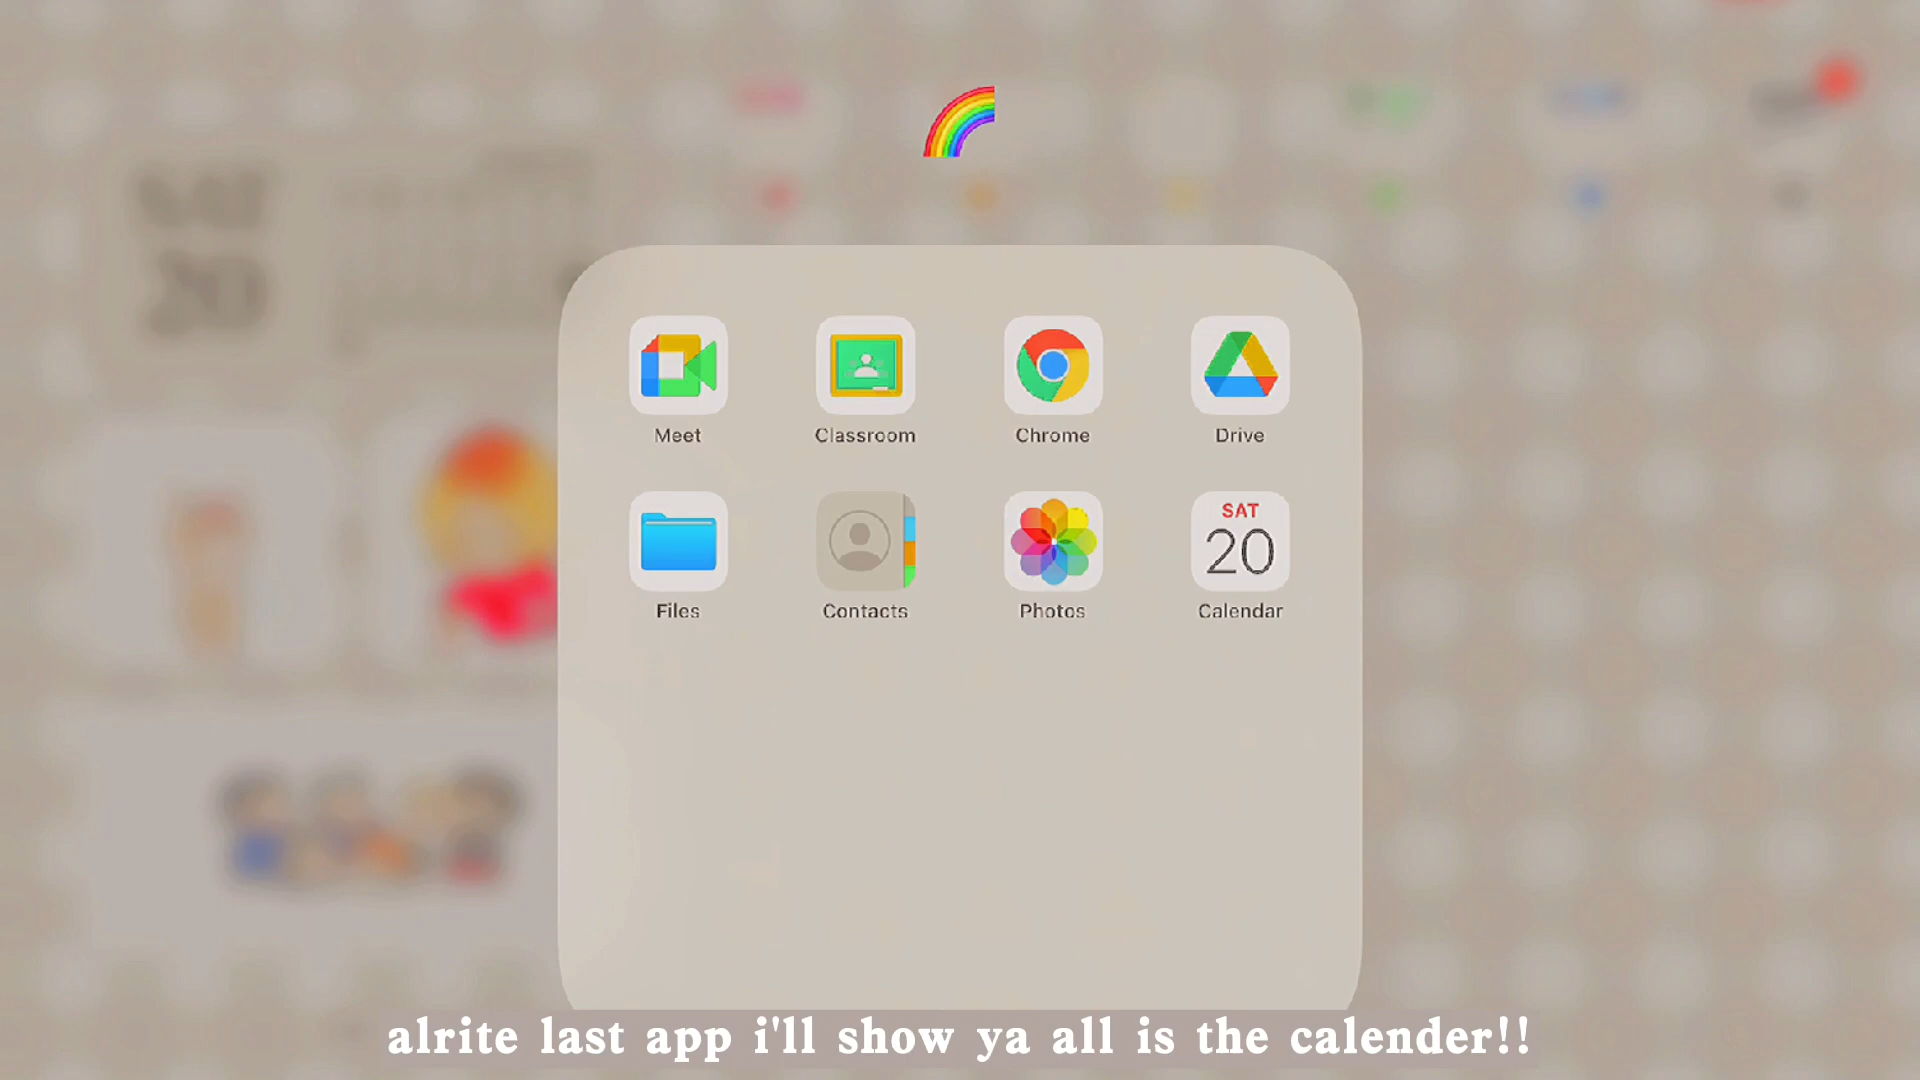 Meet Classroom Chrome Drive
SAT
20
Files Contacts Photos Calendar
alrite last app i'll show ya all is the calender!!